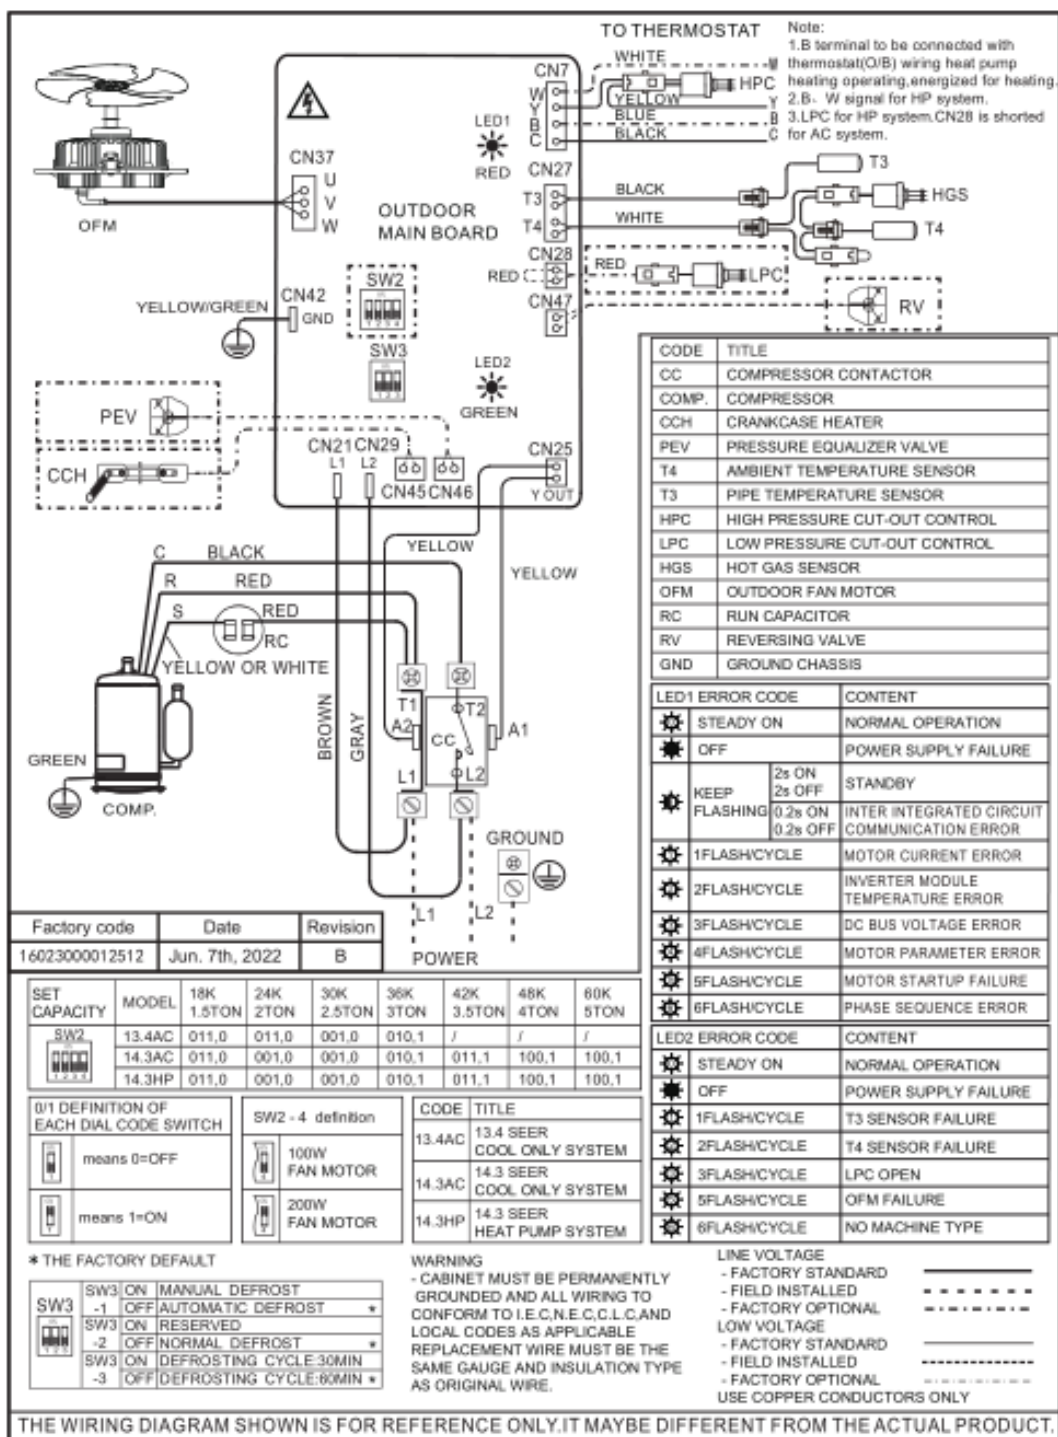 TO THERMOSTAT
Note:
1.B terminal to be connected with
thermostat(O/B) wiring heat pump
heating operating,energized for heating.
2.B、W signal for HP system.
3.LPC for HP system.CN28 is shorted
for AC system.
WHITE
W
HPC
YELLOW
Y
BLUE
B
BLACK
C
CN7
W
Y
B
C
LED1
RED
CN37
U
V
W
OFM
OUTDOOR
MAIN BOARD
CN27
T3
T4
BLACK
WHITE
T3
HGS
T4
CN28
RED
RED
LPC
CN47
RV
SW2
1 2 3 4
CN42
GND
YELLOW/GREEN
SW3
1 2 3
LED2
GREEN
PEV
CCH
CN21
L1
CN29
L2
CN45
CN46
CN25
Y OUT
YELLOW
YELLOW
C
BLACK
R
RED
S
RED
RC
YELLOW OR WHITE
GREEN
COMP.
BROWN
GRAY
T1
T2
A2
CC
A1
L1
L2
GROUND
L1
L2
POWER
CODE TITLE
CC COMPRESSOR CONTACTOR
COMP. COMPRESSOR
CCH CRANKCASE HEATER
PEV PRESSURE EQUALIZER VALVE
T4 AMBIENT TEMPERATURE SENSOR
T3 PIPE TEMPERATURE SENSOR
HPC HIGH PRESSURE CUT-OUT CONTROL
LPC LOW PRESSURE CUT-OUT CONTROL
HGS HOT GAS SENSOR
OFM OUTDOOR FAN MOTOR
RC RUN CAPACITOR
RV REVERSING VALVE
GND GROUND CHASSIS
LED1 ERROR CODE CONTENT
STEADY ON NORMAL OPERATION
OFF POWER SUPPLY FAILURE
KEEP
FLASHING
2s ON
2s OFF
STANDBY
0.2s ON
0.2s OFF
INTER INTEGRATED CIRCUIT
COMMUNICATION ERROR
1FLASH/CYCLE MOTOR CURRENT ERROR
2FLASH/CYCLE INVERTER MODULE
TEMPERATURE ERROR
3FLASH/CYCLE DC BUS VOLTAGE ERROR
4FLASH/CYCLE MOTOR PARAMETER ERROR
5FLASH/CYCLE MOTOR STARTUP FAILURE
6FLASH/CYCLE PHASE SEQUENCE ERROR
LED2 ERROR CODE CONTENT
STEADY ON NORMAL OPERATION
OFF POWER SUPPLY FAILURE
1FLASH/CYCLE T3 SENSOR FAILURE
2FLASH/CYCLE T4 SENSOR FAILURE
3FLASH/CYCLE LPC OPEN
5FLASH/CYCLE OFM FAILURE
6FLASH/CYCLE NO MACHINE TYPE
Factory code Date Revision
16023000012512 Jun. 7th, 2022 B
SET
CAPACITY
MODEL
18K
1.5TON
24K
2TON
30K
2.5TON
36K
3TON
42K
3.5TON
48K
4TON
60K
5TON
SW2
1 2 3 4
13.4AC 011,0 011,0 001,0 010,1 / / /
14.3AC 011,0 001,0 001,0 010,1 011,1 100,1 100,1
14.3HP 011,0 001,0 001,0 010,1 011,1 100,1 100,1
0/1 DEFINITION OF
EACH DIAL CODE SWITCH
means 0=OFF
means 1=ON
SW2 - 4 definition
100W
FAN MOTOR
200W
FAN MOTOR
CODE TITLE
13.4AC 13.4 SEER
COOL ONLY SYSTEM
14.3AC 14.3 SEER
COOL ONLY SYSTEM
14.3HP 14.3 SEER
HEAT PUMP SYSTEM
* THE FACTORY DEFAULT
SW3
SW3 -1 ON MANUAL DEFROST
OFF AUTOMATIC DEFROST *
SW3 -2 ON RESERVED
OFF NORMAL DEFROST *
SW3 -3 ON DEFROSTING CYCLE:30MIN
OFF DEFROSTING CYCLE:60MIN *
WARNING
- CABINET MUST BE PERMANENTLY
GROUNDED AND ALL WIRING TO
CONFORM TO I.E.C,N.E.C,C.L.C,AND
LOCAL CODES AS APPLICABLE
REPLACEMENT WIRE MUST BE THE
SAME GAUGE AND INSULATION TYPE
AS ORIGINAL WIRE.
LINE VOLTAGE
- FACTORY STANDARD
- FIELD INSTALLED
- FACTORY OPTIONAL
LOW VOLTAGE
- FACTORY STANDARD
- FIELD INSTALLED
- FACTORY OPTIONAL
USE COPPER CONDUCTORS ONLY
THE WIRING DIAGRAM SHOWN IS FOR REFERENCE ONLY.IT MAYBE DIFFERENT FROM THE ACTUAL PRODUCT.